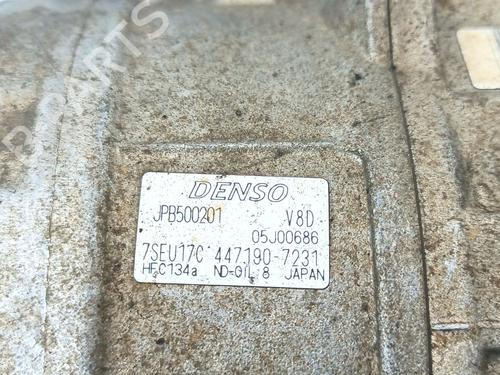 DENSO
JPB500201 V8D
05J00686
7SEU17C 447190-7231
HFC134a ND-OIL 8 JAPAN